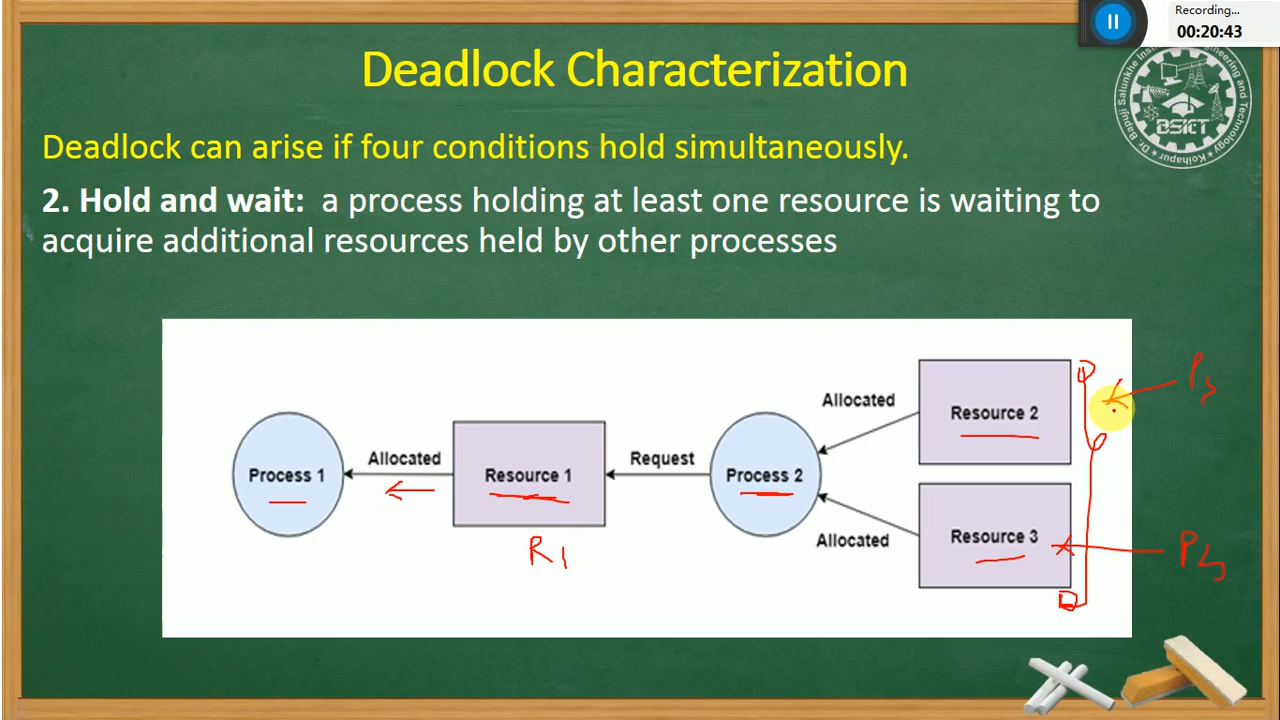 Recording...
00:20:43
Deadlock Characterization
Deadlock can arise if four conditions hold simultaneously.
2. Hold and wait: a process holding at least one resource is waiting to
acquire additional resources held by other processes
BSIET
Process 1
Allocated
Resource 1
R1
Request
Process 2
Allocated
Allocated
Resource 2
Resource 3